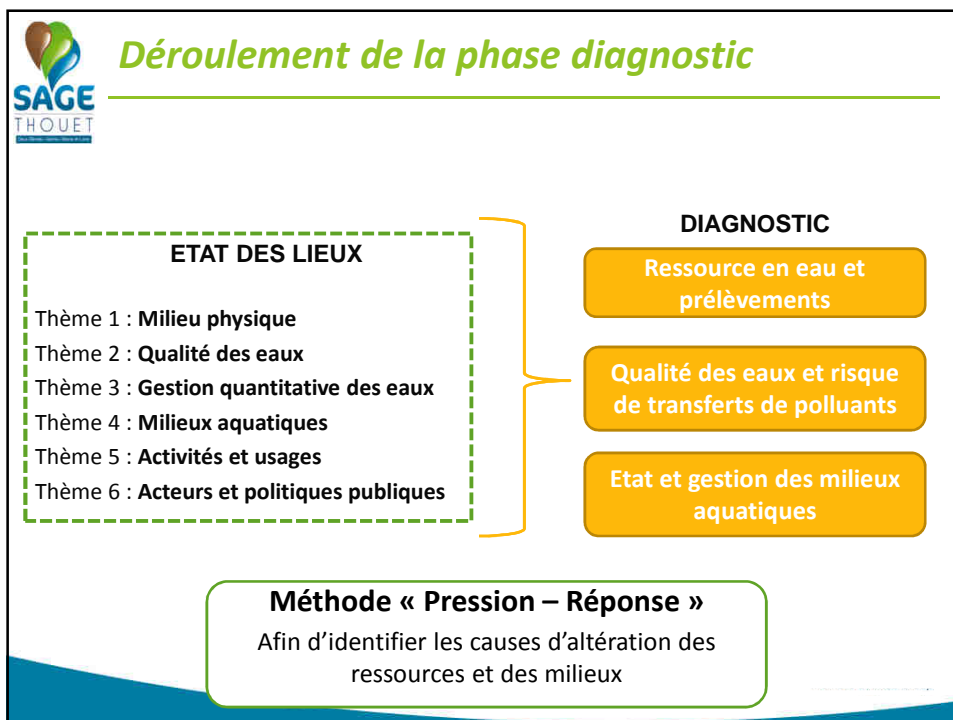 Déroulement de la phase diagnostic
SAGE
THOUET
ETAT DES LIEUX
Thème 1 : Milieu physique
Thème 2 : Qualité des eaux
Thème 3 : Gestion quantitative des eaux
Thème 4 : Milieux aquatiques
Thème 5 : Activités et usages
Thème 6 : Acteurs et politiques publiques
DIAGNOSTIC
Ressource en eau et
prélèvements
Qualité des eaux et risque
de transferts de polluants
Etat et gestion des milieux
aquatiques
Méthode « Pression – Réponse »
Afin d'identifier les causes d'altération des
ressources et des milieux